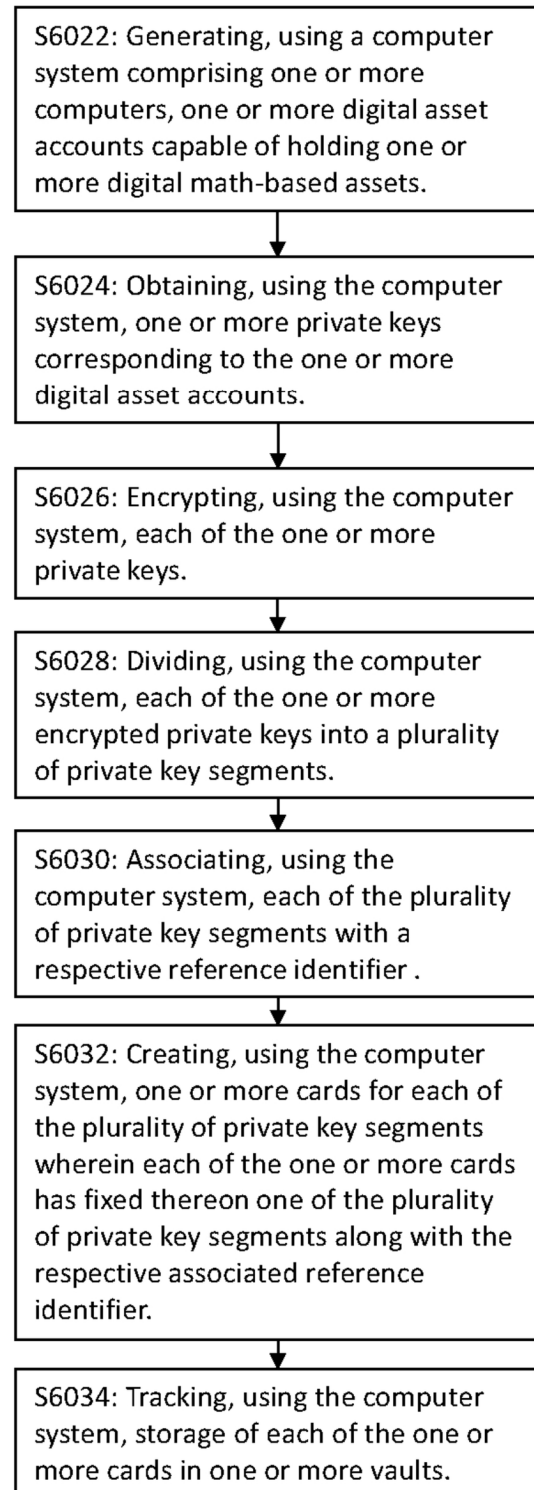 S6022: Generating, using a computer
system comprising one or more
computers, one or more digital asset
accounts capable of holding one or
more digital math-based assets.
S6024: Obtaining, using the computer
system, one or more private keys
corresponding to the one or more
digital asset accounts.
S6026: Encrypting, using the computer
system, each of the one or more
private keys.
S6028: Dividing, using the computer
system, each of the one or more
encrypted private keys into a plurality
of private key segments.
S6030: Associating, using the
computer system, each of the plurality
of private key segments with a
respective reference identifier .
S6032: Creating, using the computer
system, one or more cards for each of
the plurality of private key segments
wherein each of the one or more cards
has fixed thereon one of the plurality
of private key segments along with the
respective associated reference
identifier.
S6034: Tracking, using the computer
system, storage of each of the one or
more cards in one or more vaults.